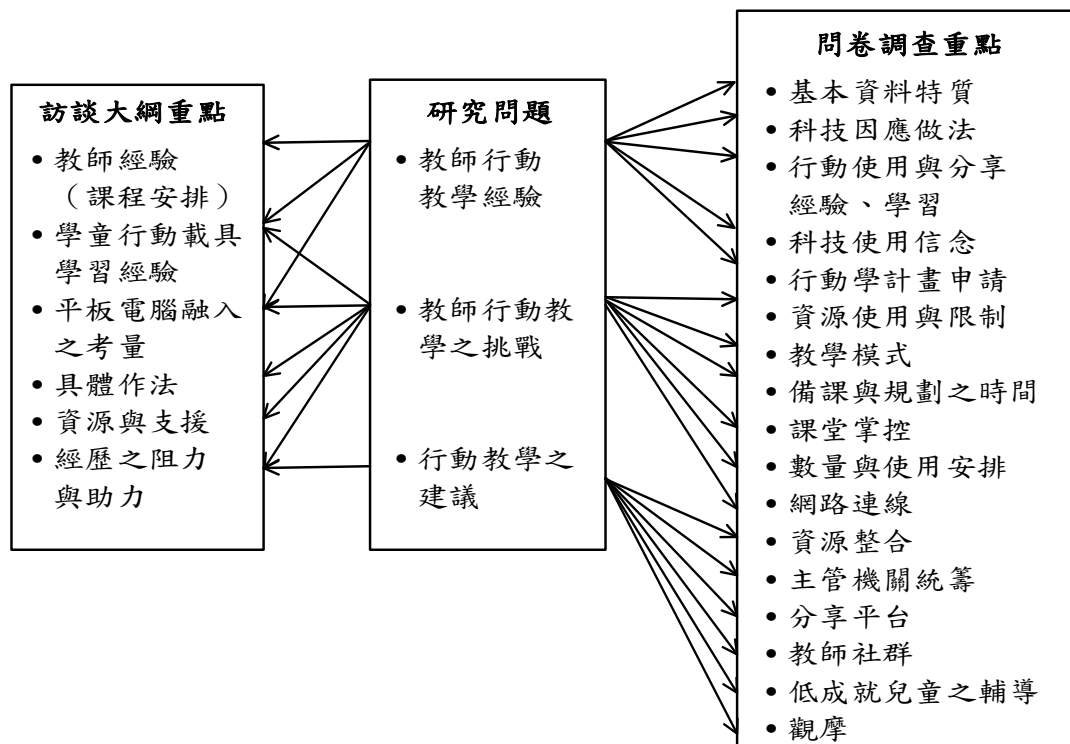 訪談大綱重點
• 教師經驗
（課程安排）
• 學童行動載具
學習經驗
• 平板電腦融入
之考量
• 具體作法
• 資源與支援
• 經歷之阻力
與助力
研究問題
• 教師行動
教學經驗
• 教師行動教
學之挑戰
• 行動教學之
建議
問卷調查重點
• 基本資料特質
• 科技因應做法
• 行動使用與分享
經驗、學習
• 科技使用信念
• 行動學計畫申請
• 資源使用與限制
• 教學模式
• 備課與規劃之時間
• 課堂掌控
• 數量與使用安排
• 網路連線
• 資源整合
• 主管機關統籌
• 分享平台
• 教師社群
• 低成就兒童之輔導
• 觀摩